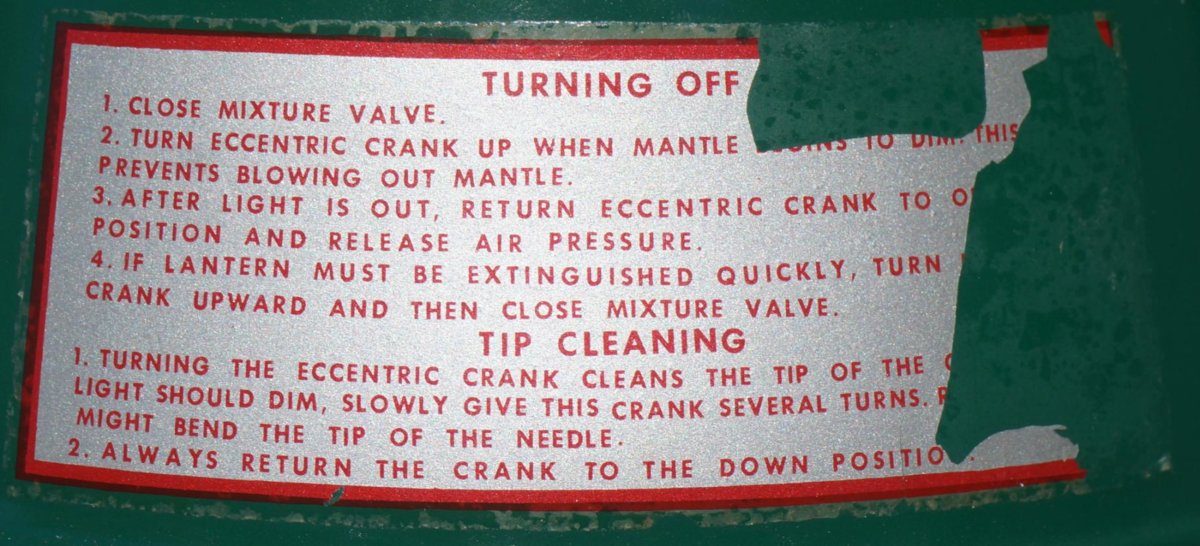 TURNING OFF
1. CLOSE MIXTURE VALVE.
2. TURN ECCENTRIC CRANK UP WHEN MANTLE TO DIM. THIS
PREVENTS BLOWING OUT MANTLE.
3. AFTER LIGHT IS OUT, RETURN ECCENTRIC CRANK TO
POSITION AND RELEASE AIR PRESSURE.
4. IF LANTERN MUST BE EXTINGUISHED QUICKLY, TURN
CRANK UPWARD AND THEN CLOSE MIXTURE VALVE.
TIP CLEANING
1. TURNING THE ECCENTRIC CRANK CLEANS THE TIP OF THE
LIGHT SHOULD DIM, SLOWLY GIVE THIS CRANK SEVERAL TURNS.
MIGHT BEND THE TIP OF THE NEEDLE.
2. ALWAYS RETURN THE CRANK TO THE DOWN POSITION.